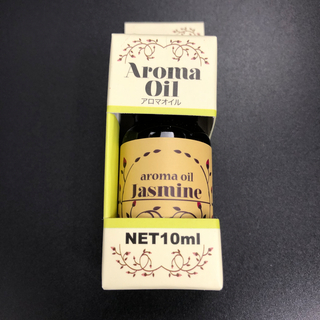 Aroma
Oil
アロマオイル
aroma oil
Jasmine
NET10ml